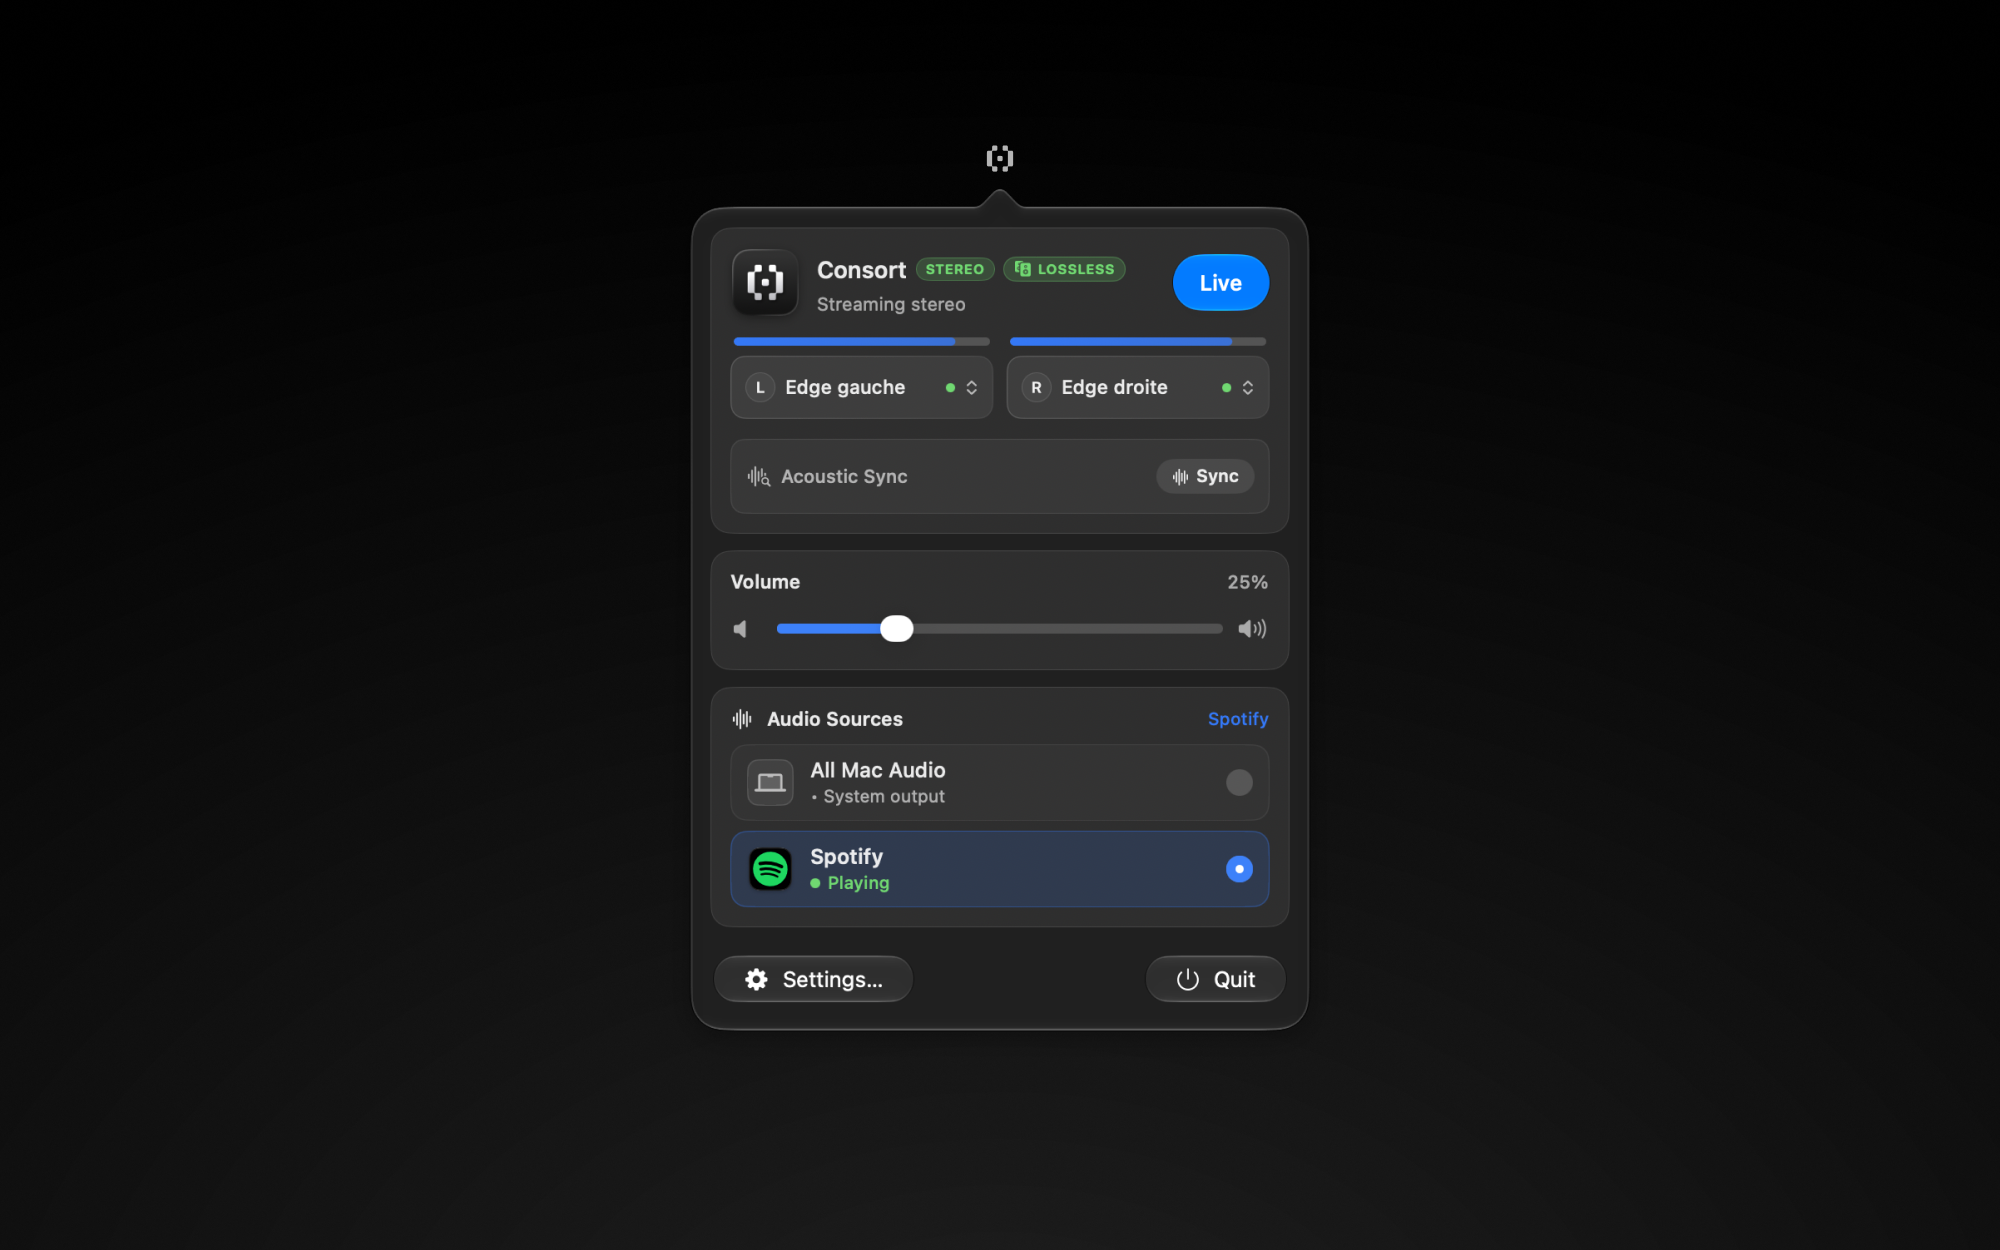 Consort STEREO LOSSLESS Live
Streaming stereo
L Edge gauche R Edge droite
Acoustic Sync Sync
Volume 25%
Audio Sources Spotify
All Mac Audio
• System output
Spotify
Playing
Settings... Quit